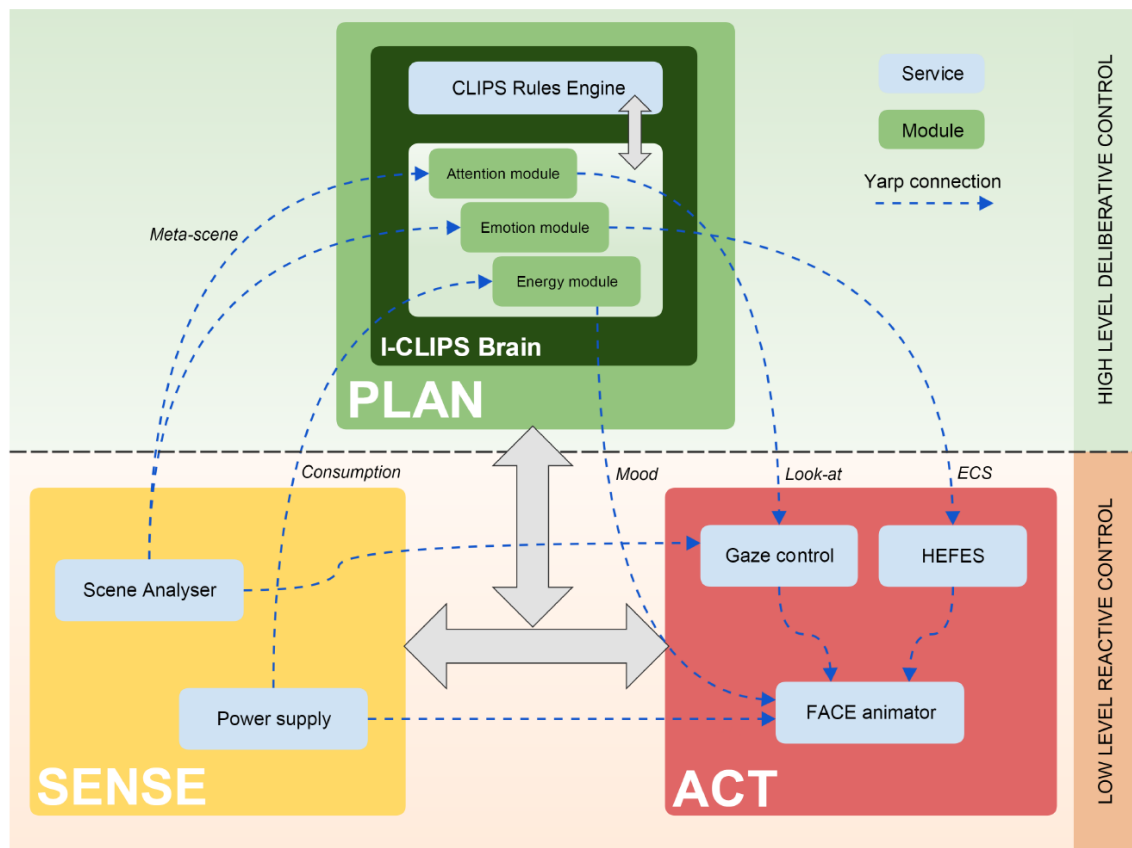 CLIPS Rules Engine
Service
Module
Attention module
Yarp connection
Meta-scene
Emotion module
Energy module
I-CLIPS Brain
PLAN
HIGH LEVEL DELIBERATIVE CONTROL
Consumption
Mood
Look-at
ECS
Scene Analyser
Gaze control
HEFES
Power supply
FACE animator
SENSE
ACT
LOW LEVEL REACTIVE CONTROL